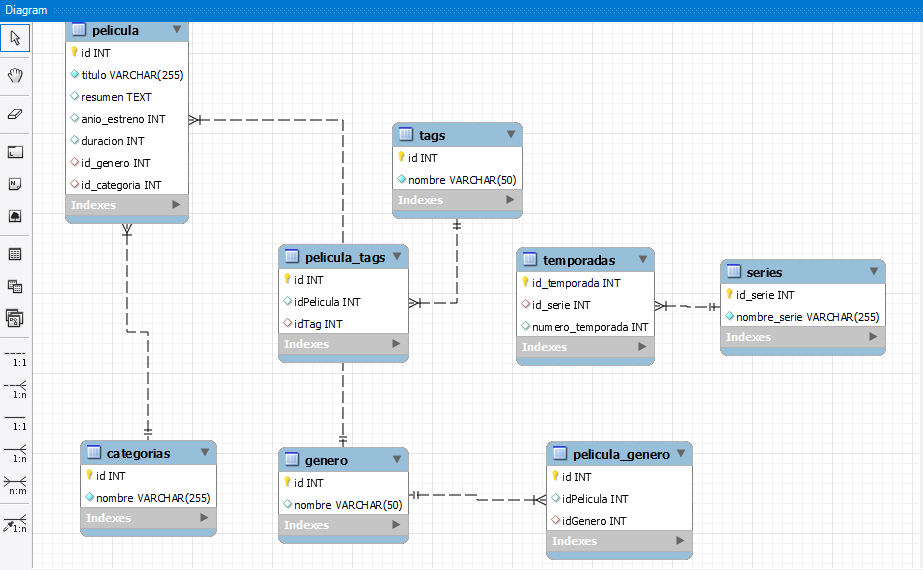 Diagram
pelicula
id INT
titulo VARCHAR(255)
resumen TEXT
anio_estreno INT
duracion INT
id_genero INT
id_categoria INT
Indexes
tags
id INT
nombre VARCHAR(50)
Indexes
pelicula_tags
id INT
idPelicula INT
idTag INT
Indexes
temporadas
id_temporada INT
id_serie INT
numero_temporada INT
Indexes
series
id_serie INT
nombre_serie VARCHAR(255)
Indexes
categorias
id INT
nombre VARCHAR(255)
Indexes
genero
id INT
nombre VARCHAR(50)
Indexes
pelicula_genero
id INT
idPelicula INT
idGenero INT
Indexes
1:1
1:n
1:1
1:n
n:m
1:n